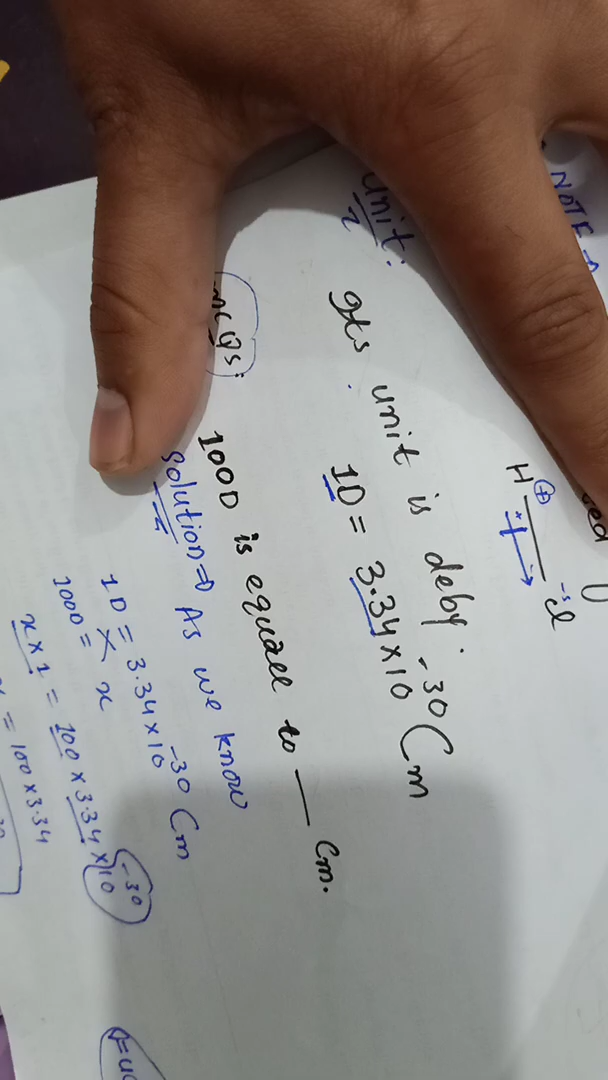 NOTE →
H ⊕ -δ Cl
unit:
Its unit is deby.
1D = 3.34 × 10 -30 Cm
MCQs:
100D is equall to ___ Cm.
Solution ⇒ As we know
1D = 3.34 × 10 -30 Cm
100D = x
x × 1 = 100 × 3.34 × 10 -30
= 100 × 3.34